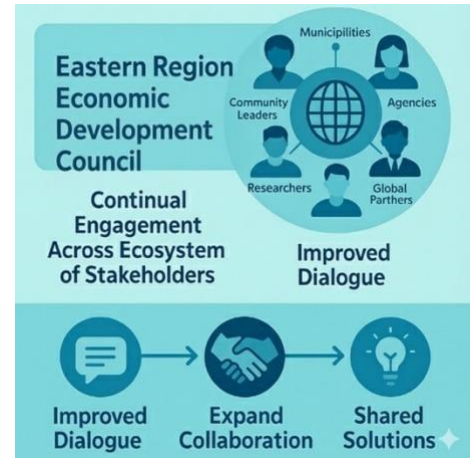 Eastern Region
Economic
Development
Council
Continual
Engagement
Across Ecosystem
of Stakeholders
Municipilities
Community
Leaders
Agencies
Researchers
Global
Parthers
Improved
Dialogue
Improved
Dialogue
Expand
Collaboration
Shared
Solutions